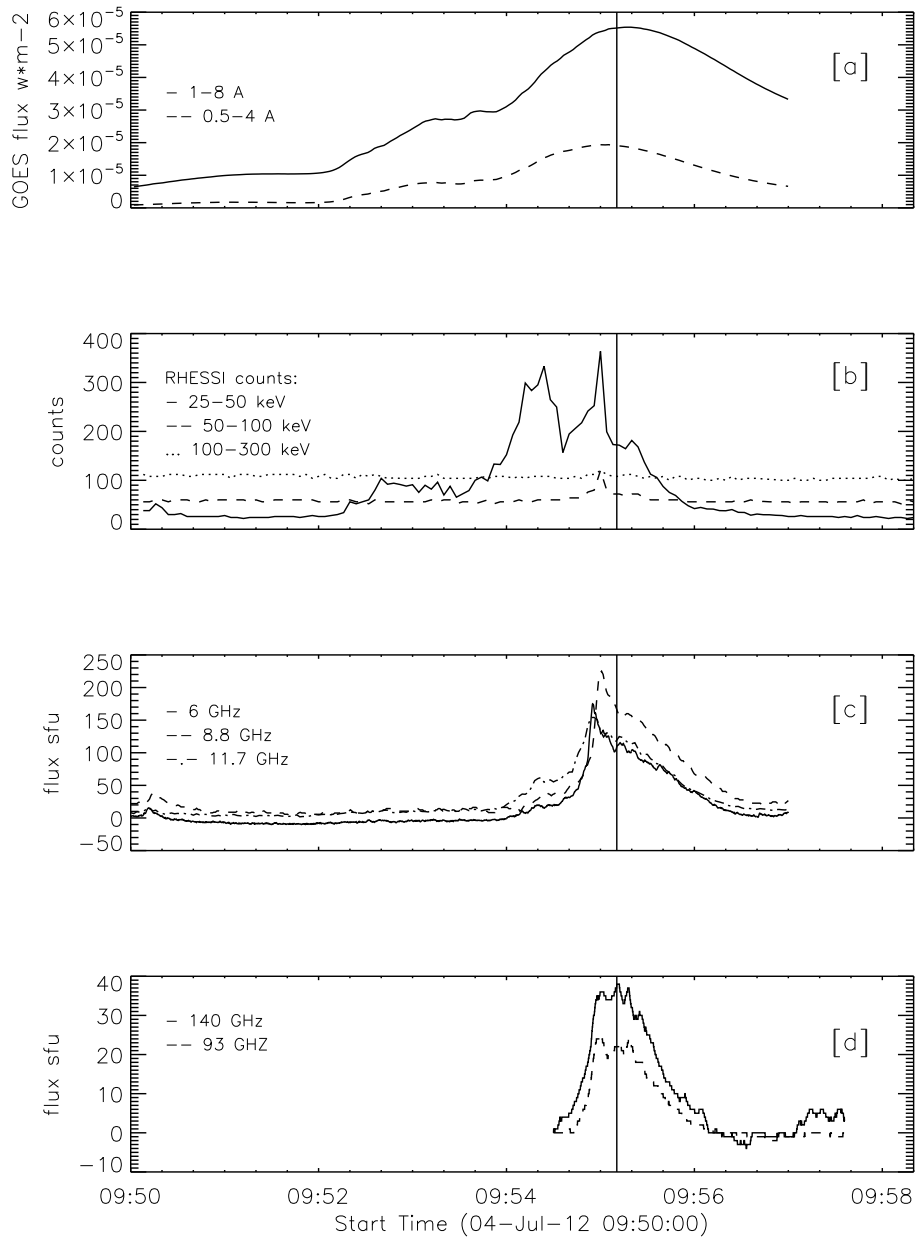 GOES flux w*m−2
6×10⁻⁵
5×10⁻⁵
4×10⁻⁵
3×10⁻⁵
2×10⁻⁵
1×10⁻⁵
0
− 1−8 A
−− 0.5−4 A
[a]
counts
400
300
200
100
0
RHESSI counts:
− 25−50 keV
−− 50−100 keV
... 100−300 keV
[b]
flux sfu
250
200
150
100
50
0
−50
− 6 GHz
−− 8.8 GHz
−.− 11.7 GHz
[c]
flux sfu
40
30
20
10
0
−10
− 140 GHz
−− 93 GHZ
[d]
09:50 09:52 09:54 09:56 09:58
Start Time (04−Jul−12 09:50:00)